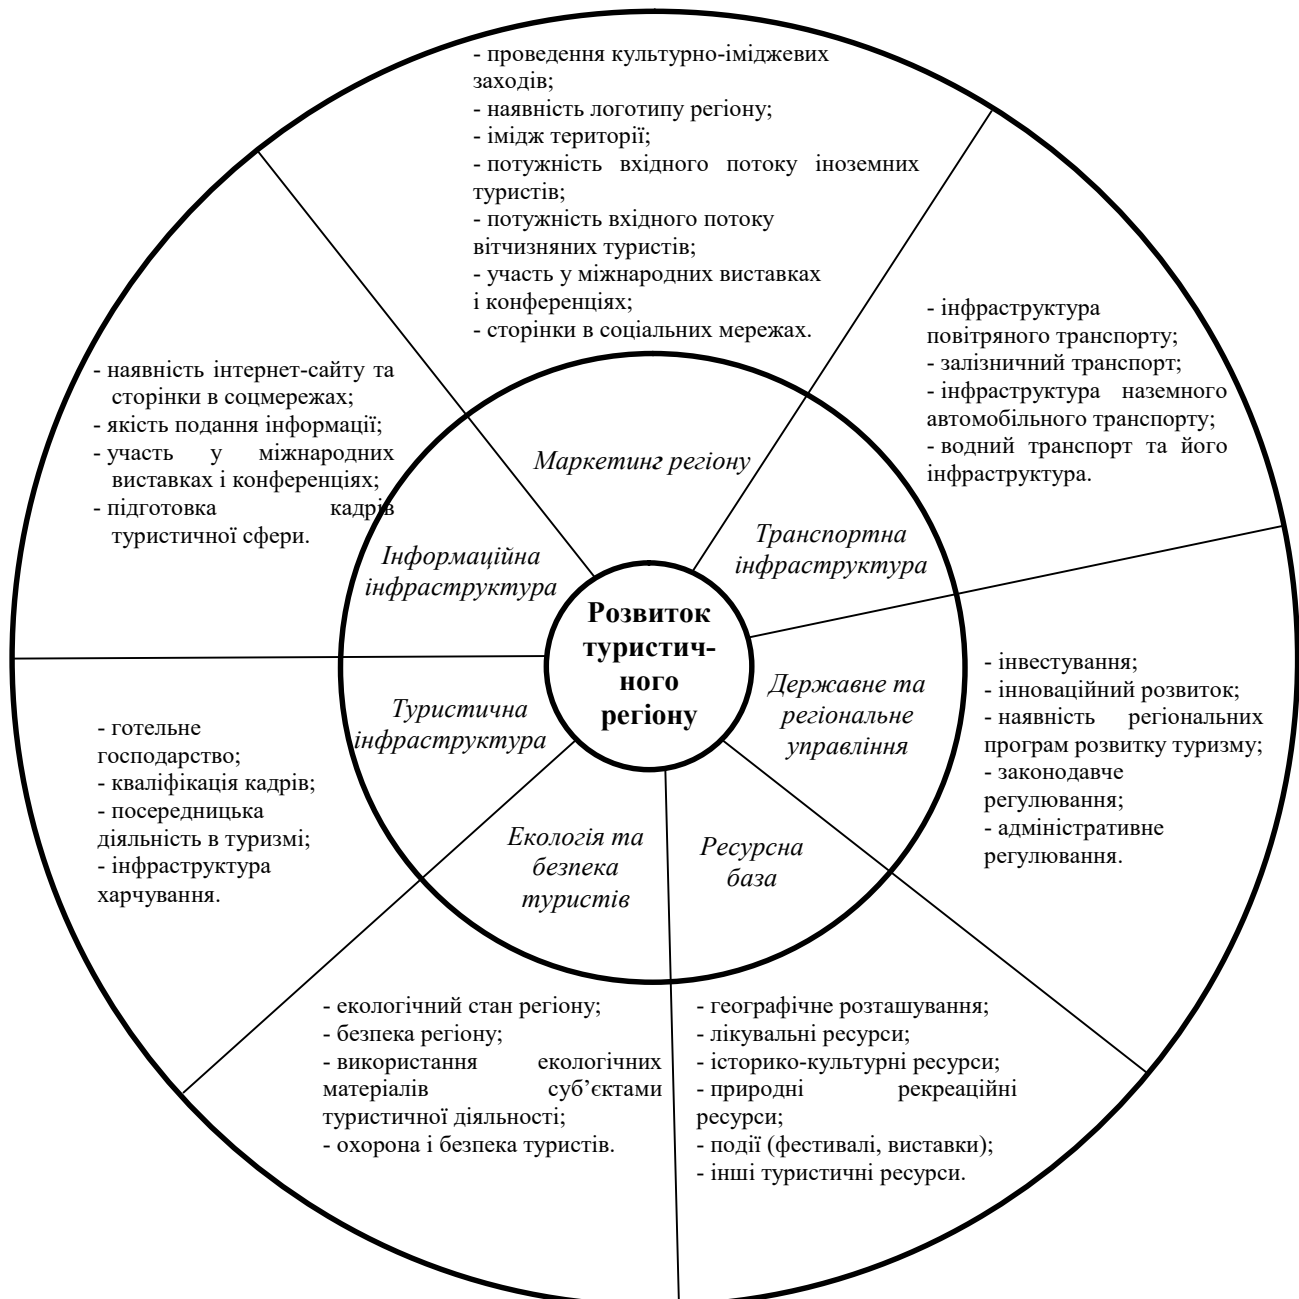 - проведення культурно-іміджевих
заходів;
- наявність логотипу регіону;
- імідж території;
- потужність вхідного потоку іноземних
туристів;
- потужність вхідного потоку
вітчизняних туристів;
- участь у міжнародних виставках
і конференціях;
- сторінки в соціальних мережах.
- інфраструктура
повітряного транспорту;
- залізничний транспорт;
- інфраструктура наземного
автомобільного транспорту;
- водний транспорт та його
інфраструктура.
- наявність інтернет-сайту та
сторінки в соцмережах;
- якість подання інформації;
- участь у міжнародних
виставках і конференціях;
- підготовка кадрів
туристичної сфери.
Маркетинг регіону
Транспортна
інфраструктура
Інформаційна
інфраструктура
Розвиток
туристич-
ного
регіону
Державне та
регіональне
управління
Туристична
інфраструктура
Екологія та
безпека
туристів
Ресурсна
база
- інвестування;
- інноваційний розвиток;
- наявність регіональних
програм розвитку туризму;
- законодавче
регулювання;
- адміністративне
регулювання.
- готельне
господарство;
- кваліфікація кадрів;
- посередницька
діяльність в туризмі;
- інфраструктура
харчування.
- екологічний стан регіону;
- безпека регіону;
- використання екологічних
матеріалів суб’єктами
туристичної діяльності;
- охорона і безпека туристів.
- географічне розташування;
- лікувальні ресурси;
- історико-культурні ресурси;
- природні рекреаційні
ресурси;
- події (фестивалі, виставки);
- інші туристичні ресурси.